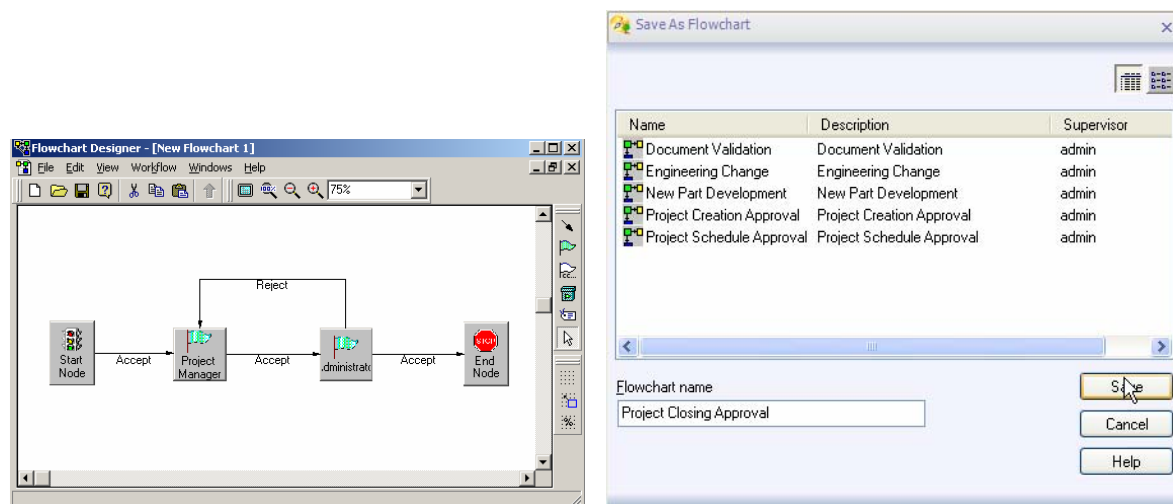 Flowchart Designer - [New Flowchart 1]
File Edit View Workflow Windows Help
75%
Reject
Start Node
Accept
Project Manager
Accept
.dministrato
Accept
STOP
End Node
Save As Flowchart
Name Description Supervisor
Document Validation Document Validation admin
Engineering Change Engineering Change admin
New Part Development New Part Development admin
Project Creation Approval Project Creation Approval admin
Project Schedule Approval Project Schedule Approval admin
Flowchart name
Project Closing Approval
Save
Cancel
Help